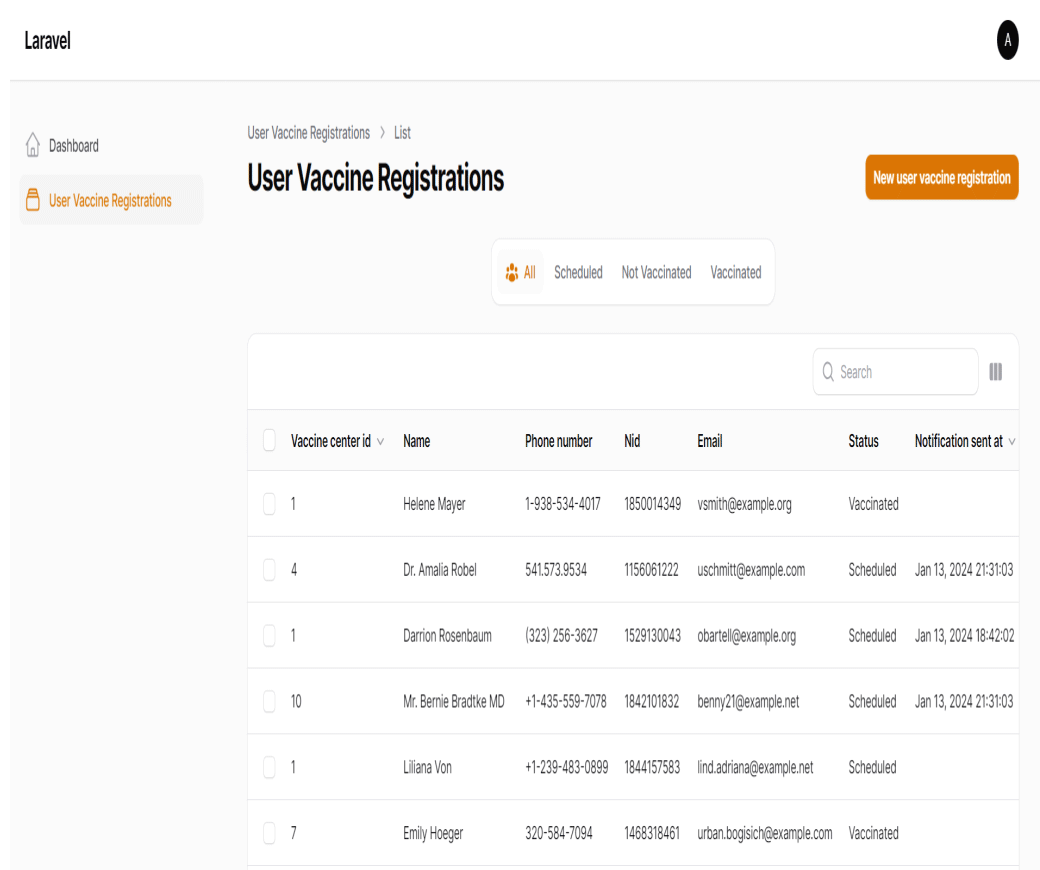 Laravel
A
Dashboard
User Vaccine Registrations
User Vaccine Registrations > List
User Vaccine Registrations
New user vaccine registration
All Scheduled Not Vaccinated Vaccinated
Search
Vaccine center id Name Phone number Nid Email Status Notification sent at
1 Helene Mayer 1-938-534-4017 1850014349 vsmith@example.org Vaccinated
4 Dr. Amalia Robel 541.573.9534 1156061222 uschmitt@example.com Scheduled Jan 13, 2024 21:31:03
1 Darrion Rosenbaum (323) 256-3627 1529130043 obartell@example.org Scheduled Jan 13, 2024 18:42:02
10 Mr. Bernie Bradtke MD +1-435-559-7078 1842101832 benny21@example.net Scheduled Jan 13, 2024 21:31:03
1 Liliana Von +1-239-483-0899 1844157583 lind.adriana@example.net Scheduled
7 Emily Hoeger 320-584-7094 1468318461 urban.bogisich@example.com Vaccinated